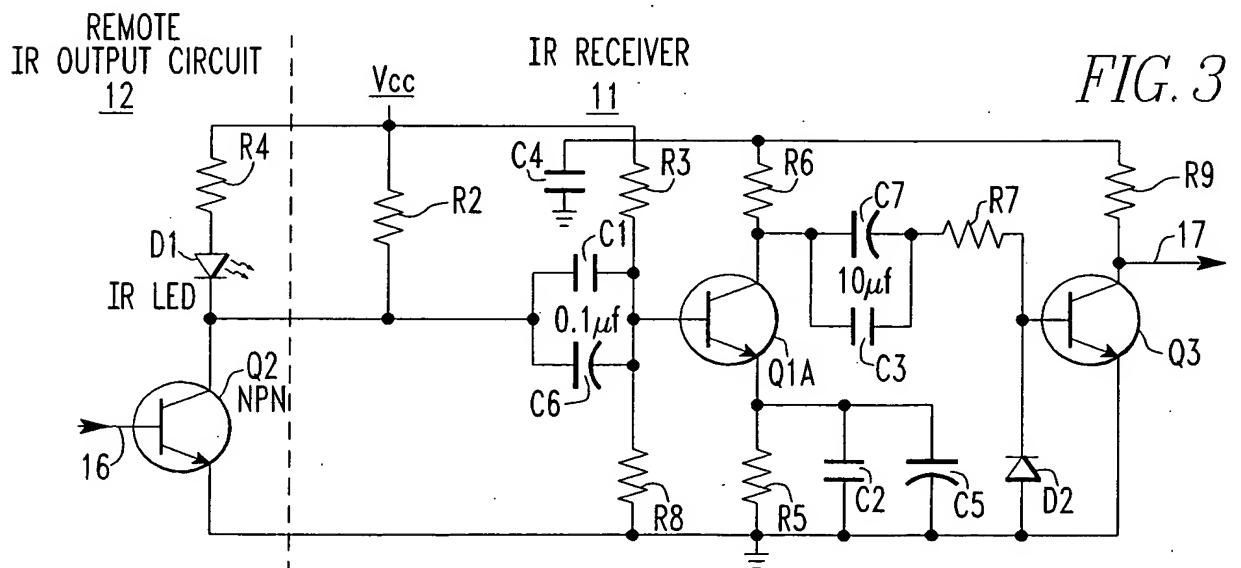 REMOTE
IR OUTPUT CIRCUIT
12
IR RECEIVER
11
FIG. 3
Vcc
R4
R2
C4
R3
R6
C7
R7
R9
D1
IR LED
C1
0.1µf
C6
10µf
C3
17
Q1A
Q3
Q2
NPN
16
R8
R5
C2
C5
D2